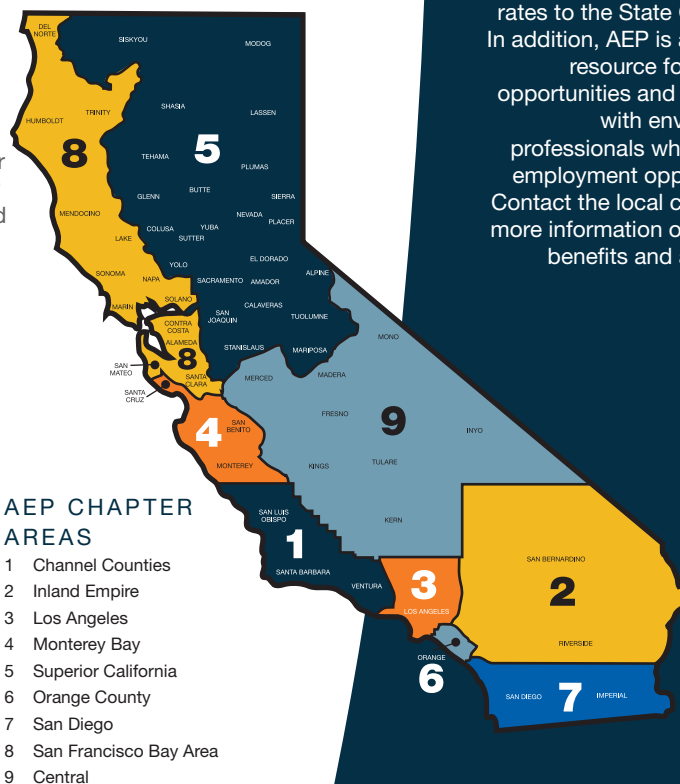 rates to the State
In addition, AEP is
resource fo
opportunities and
with env
professionals wh
employment opp
Contact the local c
more information o
benefits and a
r
d
DEL
NORTE
SISKYOU
MODOG
HUMBOLDT
TRINITY
SHASIA
LASSEN
8
5
TEHAMA
PLUMAS
GLENN
BUTTE
SIERRA
MENDOCINO
NEVADA
PLACER
COLUSA
YUBA
SUTTER
LAKE
YOLO
EL DORADO
ALPINE
SONOMA
NAPA
SACRAMENTO
AMADOR
SOLANO
CALAVERAS
MARIN
SAN
JOAQUIN
TUOLUMNE
CONTRA
COSTA
ALAMEDA
8
STANISLAUS
MARIPOSA
MONO
SAN
MATEO
SANTA
CLARA
MERCED
MADERA
SANTA
CRUZ
FRESNO
9
INYO
4
SAN
BENITO
MONTEREY
KINGS
TULARE
KERN
SAN LUIS
OBISPO
1
SANTA BARBARA
VENTURA
3
LOS ANGELES
SAN BERNARDINO
2
RIVERSIDE
ORANGE
6
SAN DIEGO
7
IMPERIAL
AEP CHAPTER
AREAS
1 Channel Counties
2 Inland Empire
3 Los Angeles
4 Monterey Bay
5 Superior California
6 Orange County
7 San Diego
8 San Francisco Bay Area
9 Central